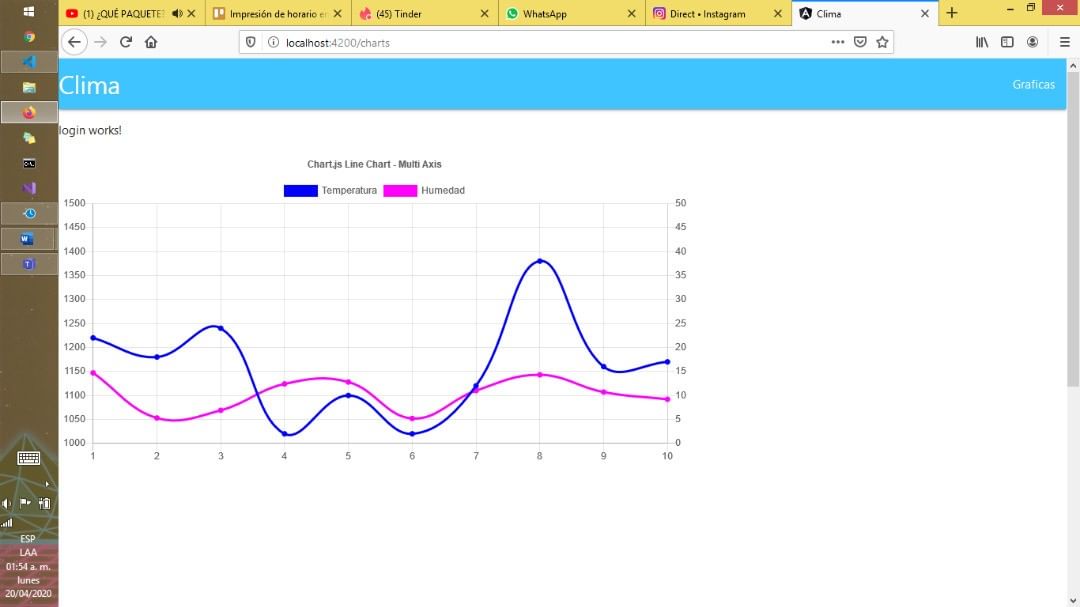 (1) ¿QUÉ PAQUETE?
Impresión de horario en
(45) Tinder
WhatsApp
Direct • Instagram
Clima
localhost:4200/charts
Clima
Graficas
login works!
Chart.js Line Chart - Multi Axis
Temperatura
Humedad
1500
1450
1400
1350
1300
1250
1200
1150
1100
1050
1000
50
45
40
35
30
25
20
15
10
5
0
1 2 3 4 5 6 7 8 9 10
ESP
LAA
01:54 a. m.
lunes
20/04/2020